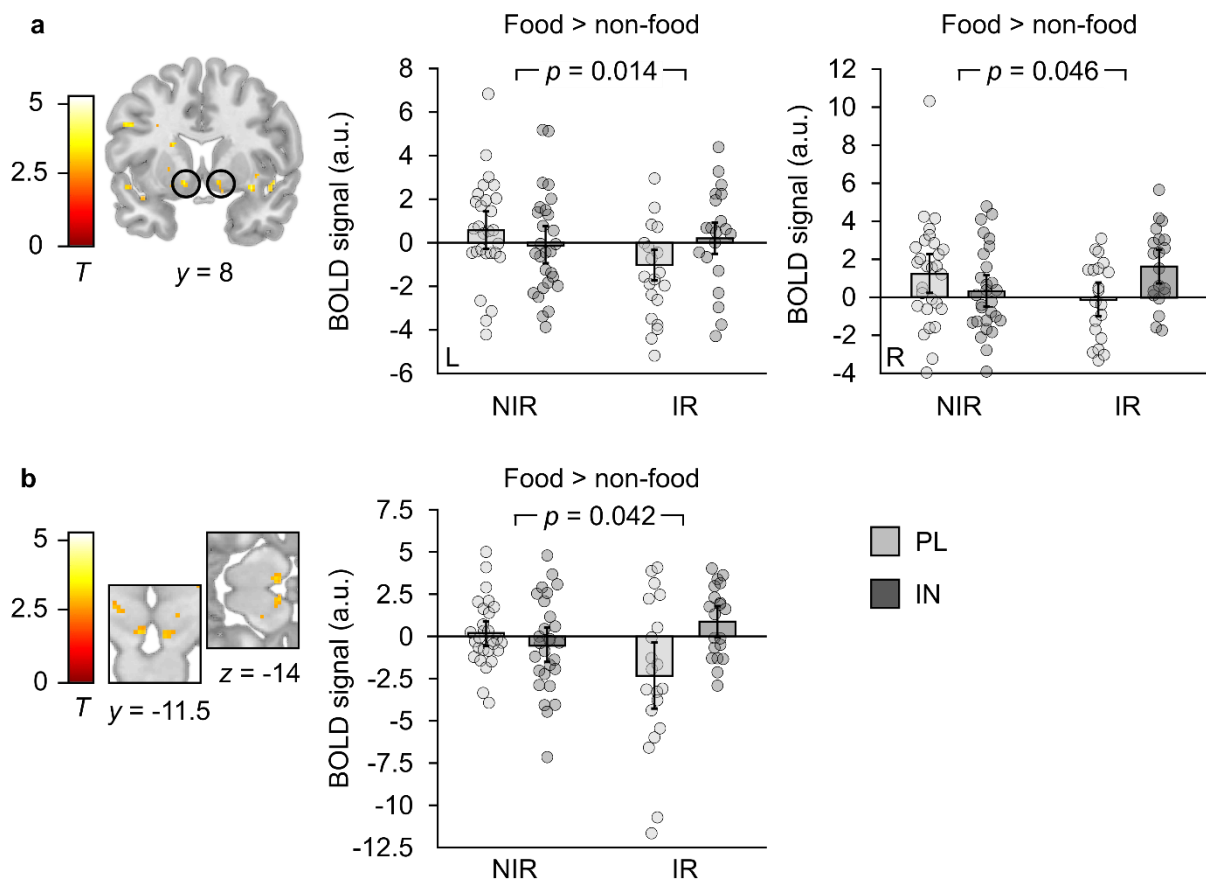 a
5
2.5
0
T
y = 8
Food > non-food
p = 0.014
BOLD signal (a.u.)
8
6
4
2
0
-2
-4
-6
L
NIR
IR
Food > non-food
p = 0.046
BOLD signal (a.u.)
12
10
8
6
4
2
0
-2
-4
R
NIR
IR
b
5
2.5
0
T
y = -11.5
z = -14
Food > non-food
p = 0.042
BOLD signal (a.u.)
7.5
5
2.5
0
-2.5
-5
-7.5
-10
-12.5
NIR
IR
PL
IN